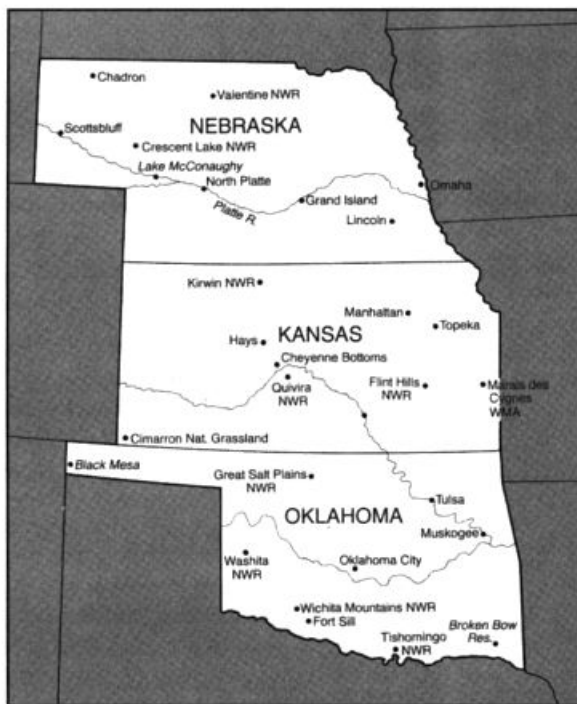 Chadron
Valentine NWR
NEBRASKA
Scottsbluff
Crescent Lake NWR
Lake McConaughy
North Platte
Omaha
Platte R.
Grand Island
Lincoln
Kirwin NWR
Manhattan
Topeka
KANSAS
Hays
Cheyenne Bottoms
Quivira
NWR
Flint Hills
NWR
Marais des
Cygnes
WMA
Cimarron Nat. Grassland
Black Mesa
Great Salt Plains
NWR
Tulsa
OKLAHOMA
Muskogee
Washita
NWR
Oklahoma City
Wichita Mountains NWR
Fort Sill
Broken Bow
Res.
Tishomingo
NWR